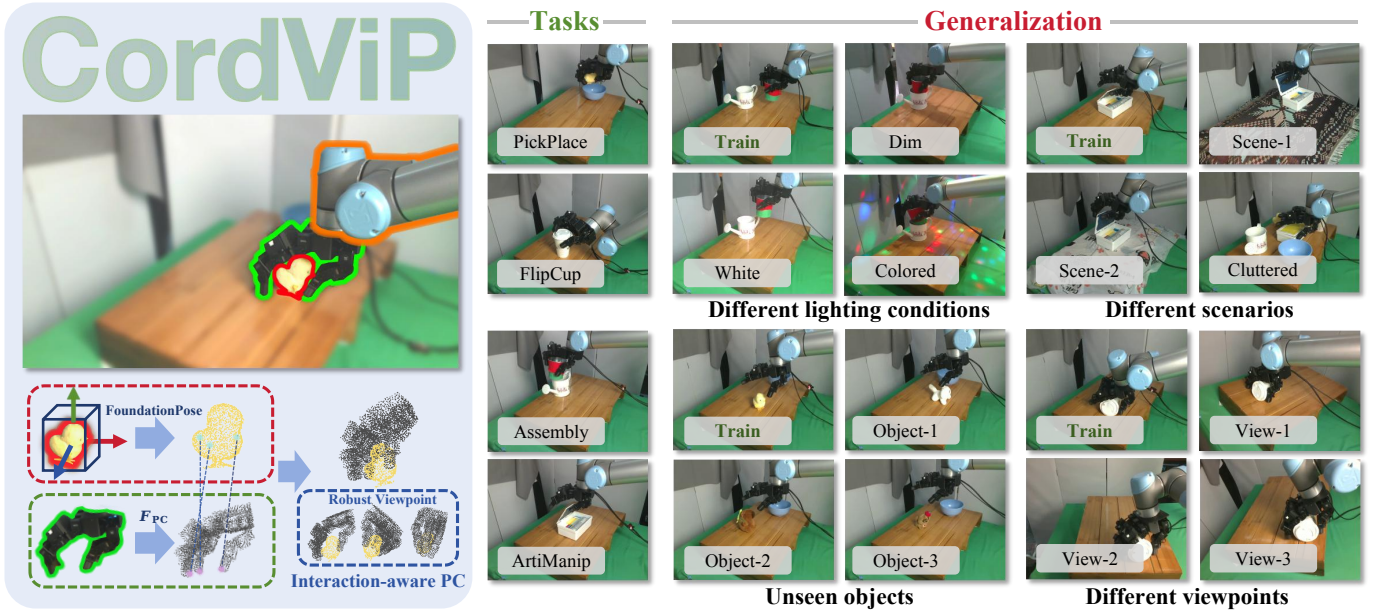 CordViP
FoundationPose
F_PC
Robust Viewpoint
Interaction-aware PC
Tasks
Generalization
PickPlace
Train
Dim
Train
Scene-1
FlipCup
White
Colored
Scene-2
Cluttered
Different lighting conditions
Different scenarios
Assembly
Train
Object-1
Train
View-1
ArtiManip
Object-2
Object-3
View-2
View-3
Unseen objects
Different viewpoints